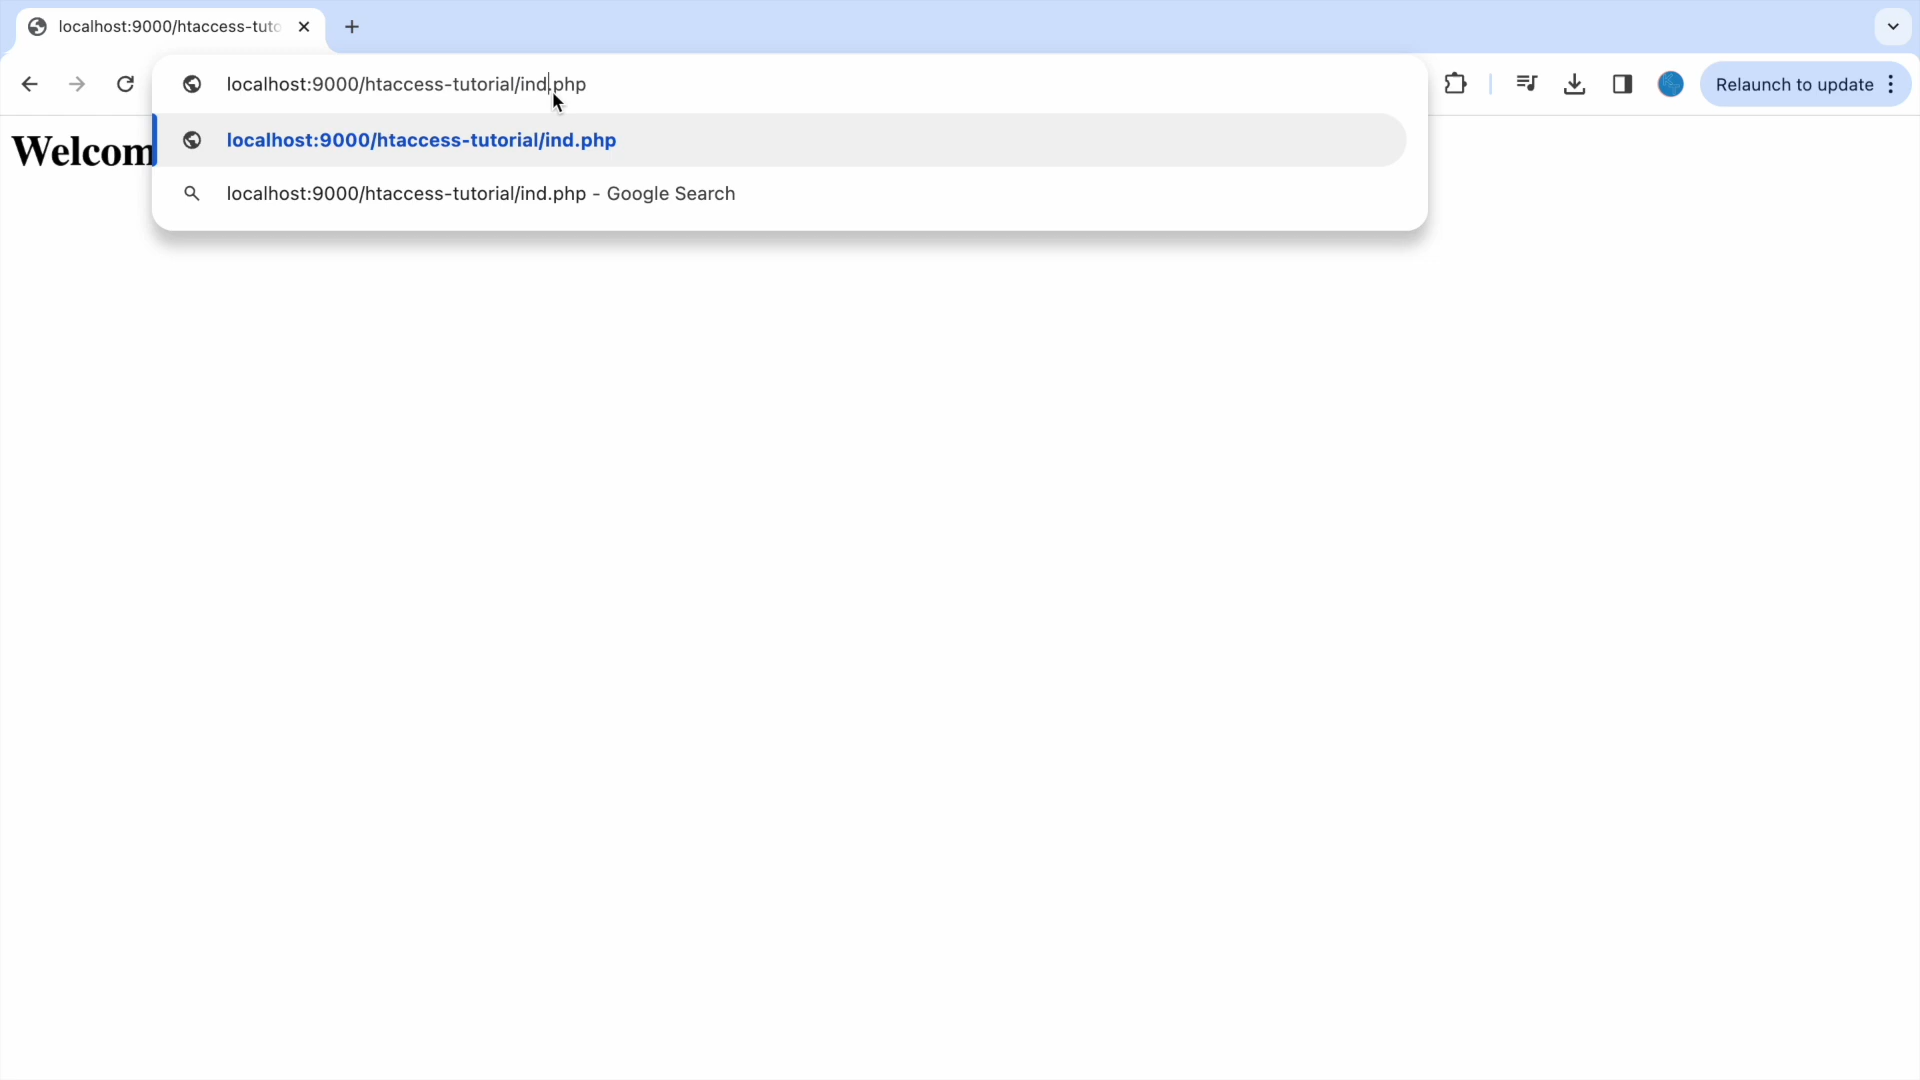 localhost:9000/htaccess-tuto
localhost:9000/htaccess-tutorial/ind.php
Relaunch to update
localhost:9000/htaccess-tutorial/ind.php
localhost:9000/htaccess-tutorial/ind.php - Google Search
Welcom